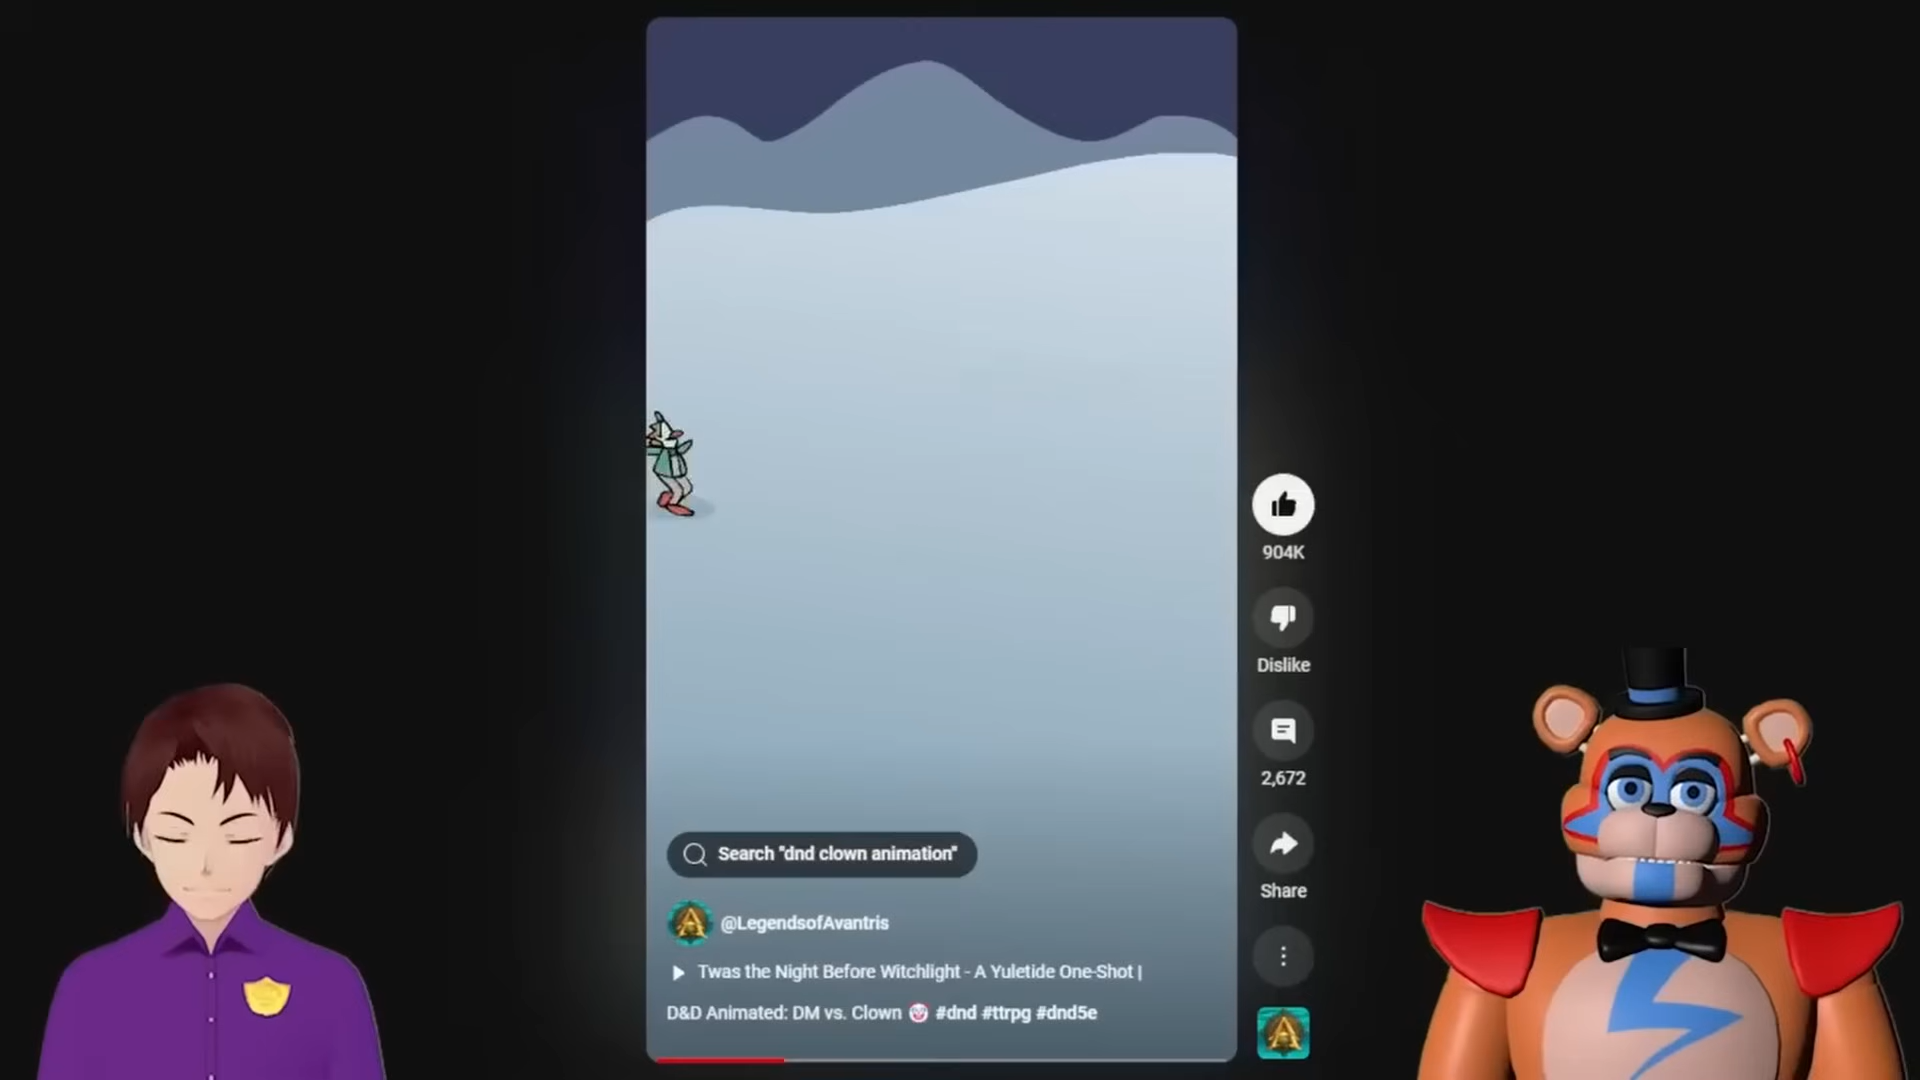 904K
Dislike
2,672
Search "dnd clown animation"
Share
@LegendsofAvantris
Twas the Night Before Witchlight - A Yuletide One-Shot |
D&D Animated: DM vs. Clown 🤡 #dnd #ttrpg #dnd5e